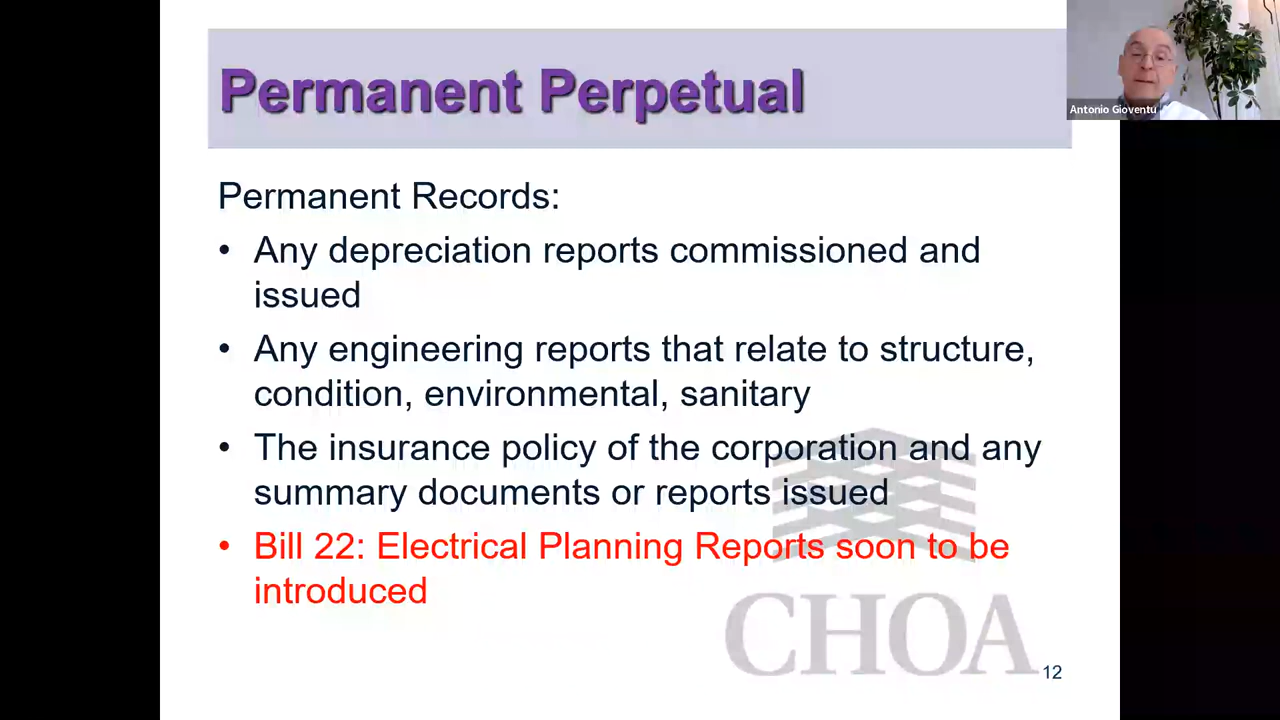 Permanent Perpetual
Antonio Gioventu
Permanent Records:
• Any depreciation reports commissioned and
issued
• Any engineering reports that relate to structure,
condition, environmental, sanitary
• The insurance policy of the corporation and any
summary documents or reports issued
• Bill 22: Electrical Planning Reports soon to be
introduced
CHOA
12